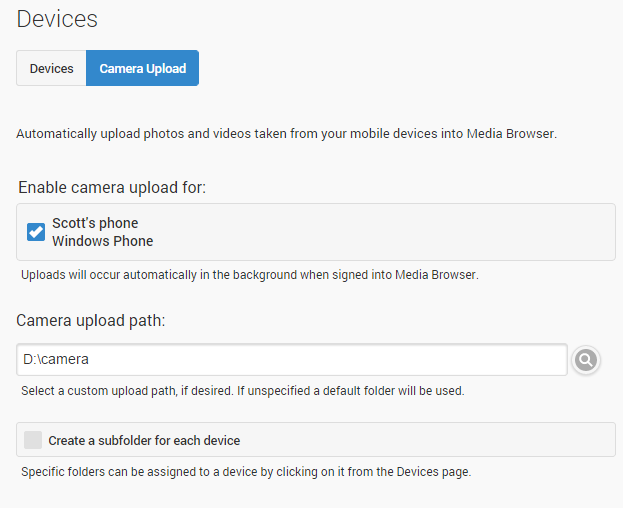 Devices
Devices
Camera Upload
Automatically upload photos and videos taken from your mobile devices into Media Browser.
Enable camera upload for:
Scott's phone
Windows Phone
Uploads will occur automatically in the background when signed into Media Browser.
Camera upload path:
D:\camera
Select a custom upload path, if desired. If unspecified a default folder will be used.
Create a subfolder for each device
Specific folders can be assigned to a device by clicking on it from the Devices page.